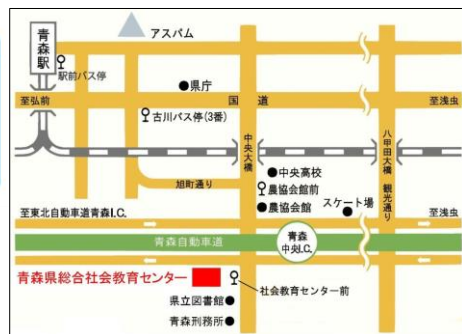 アスパム
青森駅
駅前バス停
県庁
至弘前
国道
至浅虫
古川バス停(3番)
中央大橋
八甲田大橋
観光通り
中央高校
農協会館前
旭町通り
農協会館
スケート場
至東北自動車道青森I.C.
至浅虫
青森自動車道
青森
中央I.C.
青森県総合社会教育センター
社会教育センター前
県立図書館
青森刑務所